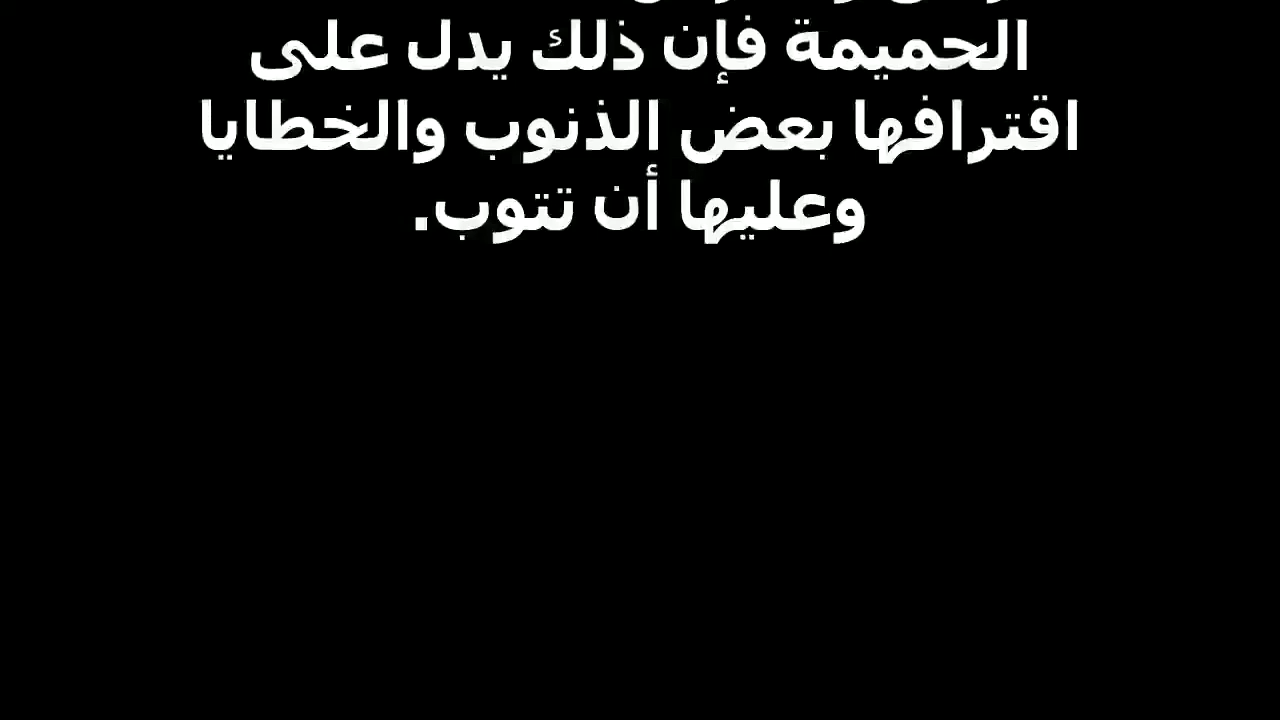 الحميمة فإن ذلك يدل على
اقترافها بعض الذنوب والخطايا
وعليها أن تتوب.